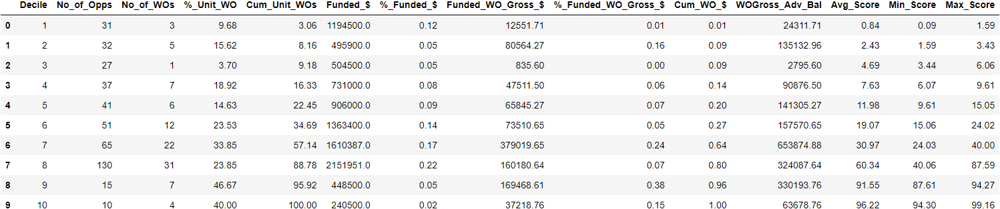 Decile No_of_Opps No_of_WOs %_Unit_WO Cum_Unit_WOs Funded_$ %_Funded_$ Funded_WO_Gross_$ %_Funded_WO_Gross_$ Cum_WO_$ WOGross_Adv_Bal Avg_Score Min_Score Max_Score
0 1 31 3 9.68 3.06 1194500.0 0.12 12551.71 0.01 0.01 24311.71 0.84 0.09 1.59
1 2 32 5 15.62 8.16 495900.0 0.05 80564.27 0.16 0.09 135132.96 2.43 1.59 3.43
2 3 27 1 3.70 9.18 504500.0 0.05 835.60 0.00 0.09 2795.60 4.69 3.44 6.06
3 4 37 7 18.92 16.33 731000.0 0.08 47511.50 0.06 0.14 90876.50 7.63 6.07 9.61
4 5 41 6 14.63 22.45 906000.0 0.09 65845.27 0.07 0.20 141305.27 11.98 9.61 15.05
5 6 51 12 23.53 34.69 1363400.0 0.14 73510.65 0.05 0.27 157570.65 19.07 15.06 24.02
6 7 65 22 33.85 57.14 1610387.0 0.17 379019.65 0.24 0.64 653874.88 30.97 24.03 40.00
7 8 130 31 23.85 88.78 2151951.0 0.22 160180.64 0.07 0.80 324087.64 60.34 40.06 87.59
8 9 15 7 46.67 95.92 448500.0 0.05 169468.61 0.38 0.96 330193.76 91.55 87.61 94.27
9 10 10 4 40.00 100.00 240500.0 0.02 37218.76 0.15 1.00 63678.76 96.22 94.30 99.16